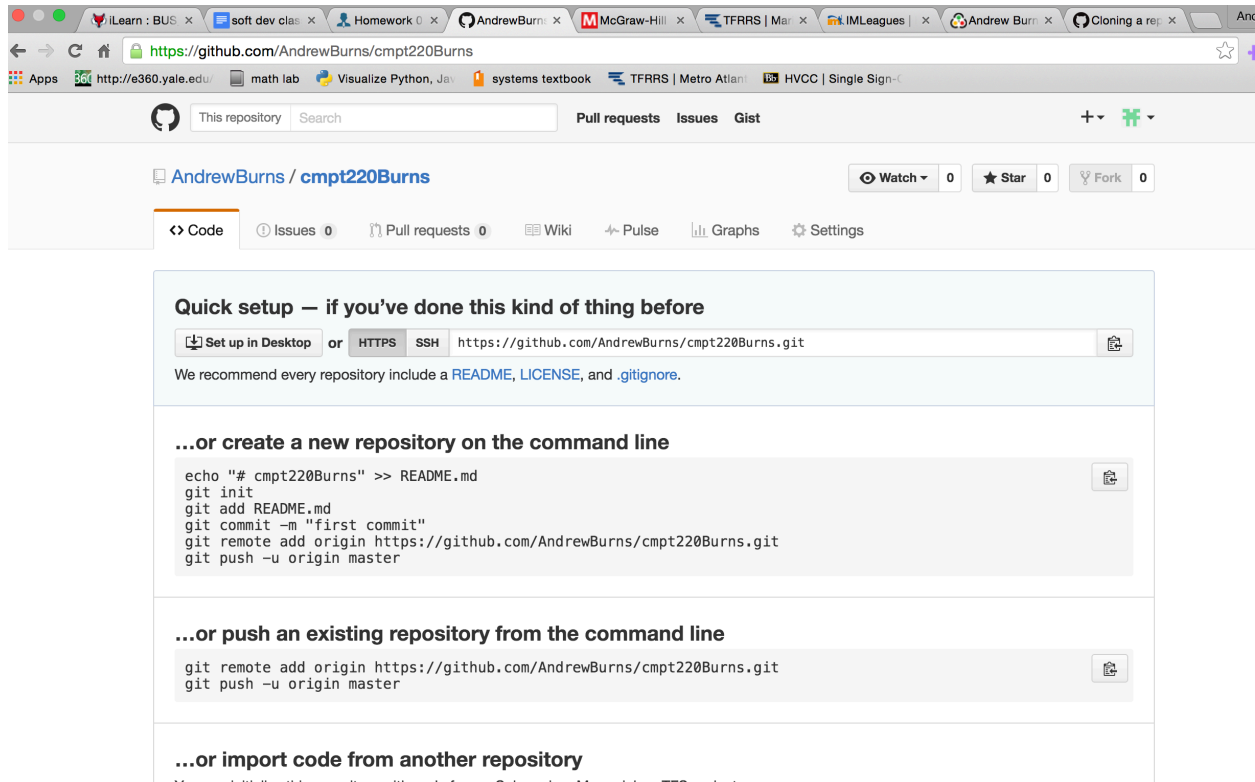 iLearn : BUS soft dev clas Homework 0 AndrewBurns McGraw-Hill TFRRS | Mar IMLeagues | Andrew Burn Cloning a rep And
https://github.com/AndrewBurns/cmpt220Burns
Apps 360 http://e360.yale.edu/ math lab Visualize Python, Jav systems textbook TFRRS | Metro Atlant Bb HVCC | Single Sign-
This repository Search Pull requests Issues Gist
AndrewBurns / cmpt220Burns Watch 0 Star 0 Fork 0
<> Code Issues 0 Pull requests 0 Wiki Pulse Graphs Settings
Quick setup — if you've done this kind of thing before
Set up in Desktop or HTTPS SSH https://github.com/AndrewBurns/cmpt220Burns.git
We recommend every repository include a README, LICENSE, and .gitignore.
…or create a new repository on the command line
echo "# cmpt220Burns" >> README.md
git init
git add README.md
git commit -m "first commit"
git remote add origin https://github.com/AndrewBurns/cmpt220Burns.git
git push -u origin master
…or push an existing repository from the command line
git remote add origin https://github.com/AndrewBurns/cmpt220Burns.git
git push -u origin master
…or import code from another repository